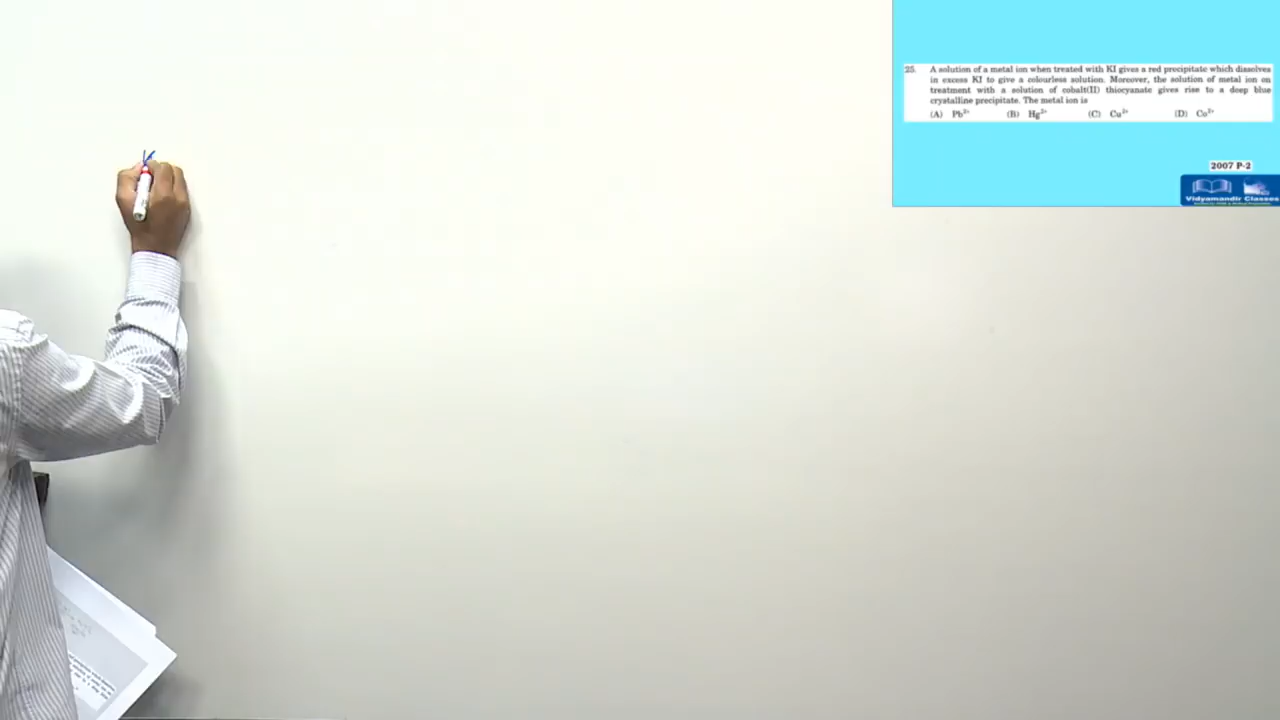 25. A solution of a metal ion when treated with KI gives a red precipitate which dissolves
in excess KI to give a colourless solution. Moreover, the solution of metal ion on
treatment with a solution of cobalt(II) thiocyanate gives rise to a deep blue
crystalline precipitate. The metal ion is
(A) Pb²⁺ (B) Hg²⁺ (C) Cu²⁺ (D) Co²⁺
2007 P-2
Vidyamandir Classes